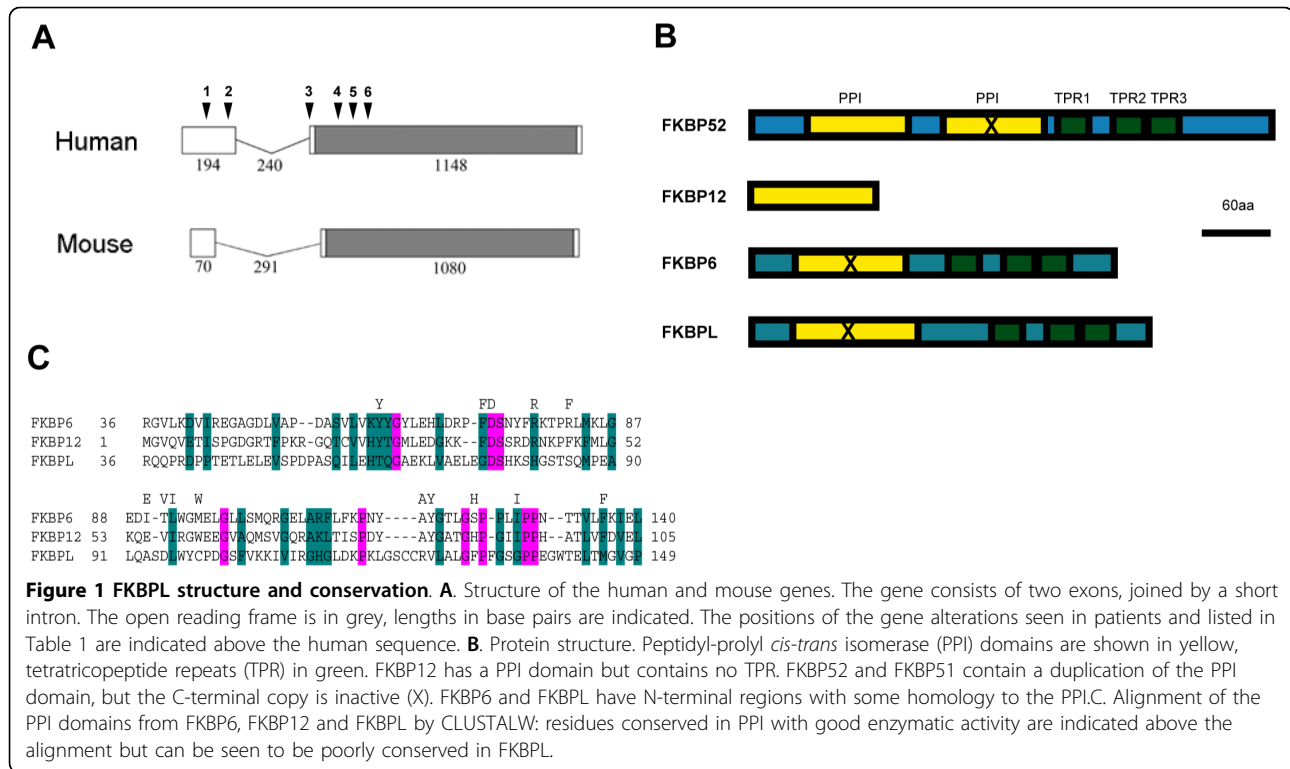 A
1 2 3 4 5 6
Human
194 240 1148
Mouse
70 291 1080
B
PPI PPI TPR1 TPR2 TPR3
FKBP52
X
FKBP12
60aa
FKBP6
X
FKBPL
X
C
Y FD R F
FKBP6 36 RGVLKDVIREGAGDLVAP--DASVLVKYYGYLEHLDRP-FDSNYFRKTPRLMKLG 87
FKBP12 1 MGVQVETISPGDGRTFPKR-GQTCVVHYTGMLEDGKK--FDSSRDRNKPFKFMLG 52
FKBPL 36 RQQPRDPPTETLELEVSPDPASQILEHTQGAEKLVAELEGDSHKSHGSTSQMPEA 90
E VI W AY H I F
FKBP6 88 EDI-TLWGMELGLLSMQRGELARFLFKPNY----AYGTLGSP-PLIPPN--TTVLFKIEL 140
FKBP12 53 KQE-VIRGWEEGVAQMSVGQRAKLTISPDY----AYGATGHP-GIIPPH--ATLVFDVEL 105
FKBPL 91 LQASDLWYCPDGSFVKKIVIRGHGLDKPKLGSCCRVLALGFPFGSGPPEGWTELTMGVGP 149
Figure 1 FKBPL structure and conservation. A. Structure of the human and mouse genes. The gene consists of two exons, joined by a short
intron. The open reading frame is in grey, lengths in base pairs are indicated. The positions of the gene alterations seen in patients and listed in
Table 1 are indicated above the human sequence. B. Protein structure. Peptidyl-prolyl cis-trans isomerase (PPI) domains are shown in yellow,
tetratricopeptide repeats (TPR) in green. FKBP12 has a PPI domain but contains no TPR. FKBP52 and FKBP51 contain a duplication of the PPI
domain, but the C-terminal copy is inactive (X). FKBP6 and FKBPL have N-terminal regions with some homology to the PPI.C. Alignment of the
PPI domains from FKBP6, FKBP12 and FKBPL by CLUSTALW: residues conserved in PPI with good enzymatic activity are indicated above the
alignment but can be seen to be poorly conserved in FKBPL.